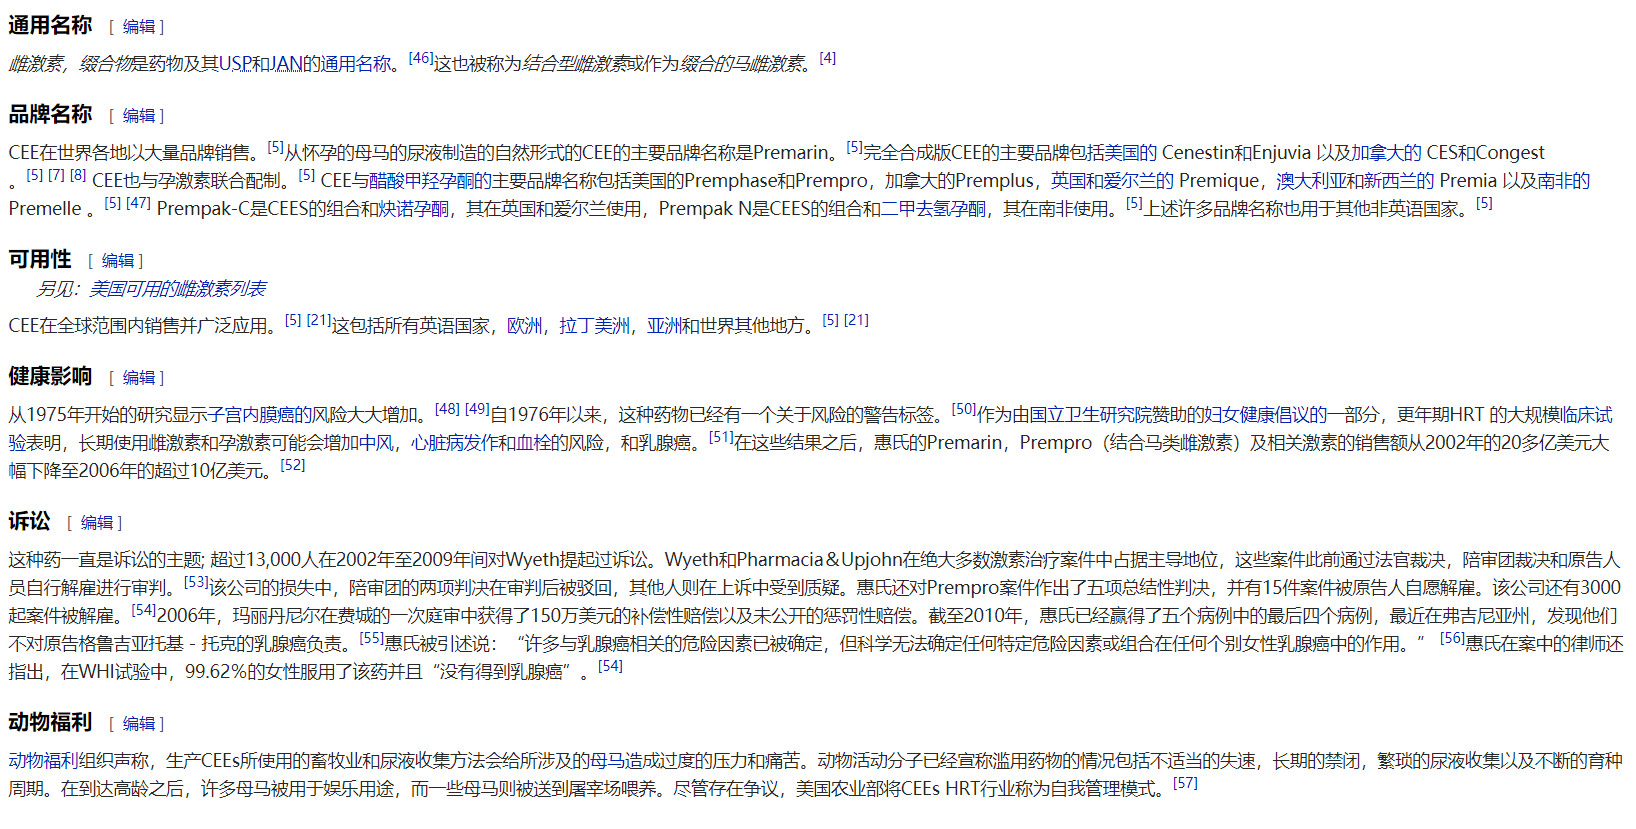 通用名称 [ 编辑 ]
雌激素，缀合物是药物及其USP和JAN的通用名称。[46]这也被称为结合型雌激素或作为缀合的马雌激素。[4]
品牌名称 [ 编辑 ]
CEE在世界各地以大量品牌销售。[5]从怀孕的母马的尿液制造的自然形式的CEE的主要品牌名称是Premarin。[5]完全合成版CEE的主要品牌包括美国的 Cenestin和Enjuvia 以及加拿大的 CES和Congest
。[5] [7] [8] CEE也与孕激素联合配制。[5] CEE与醋酸甲羟孕酮的主要品牌名称包括美国的Premphase和Prempro，加拿大的Premplus，英国和爱尔兰的 Premique，澳大利亚和新西兰的 Premia 以及南非的
Premelle 。[5] [47] Prempak-C是CEES的组合和炔诺孕酮，其在英国和爱尔兰使用，Prempak N是CEES的组合和二甲去氢孕酮，其在南非使用。[5]上述许多品牌名称也用于其他非英语国家。[5]
可用性 [ 编辑 ]
另见：美国可用的雌激素列表
CEE在全球范围内销售并广泛应用。[5] [21]这包括所有英语国家，欧洲，拉丁美洲，亚洲和世界其他地方。[5] [21]
健康影响 [ 编辑 ]
从1975年开始的研究显示子宫内膜癌的风险大大增加。[48] [49]自1976年以来，这种药物已经有一个关于风险的警告标签。[50]作为由国立卫生研究院赞助的妇女健康倡议的一部分，更年期HRT 的大规模临床试
验表明，长期使用雌激素和孕激素可能会增加中风，心脏病发作和血栓的风险，和乳腺癌。[51]在这些结果之后，惠氏的Premarin，Prempro（结合马类雌激素）及相关激素的销售额从2002年的20多亿美元大
幅下降至2006年的超过10亿美元。[52]
诉讼 [ 编辑 ]
这种药一直是诉讼的主题; 超过13,000人在2002年至2009年间对Wyeth提起过诉讼。Wyeth和Pharmacia＆Upjohn在绝大多数激素治疗案件中占据主导地位，这些案件此前通过法官裁决，陪审团裁决和原告人
员自行解雇进行审判。[53]该公司的损失中，陪审团的两项判决在审判后被驳回，其他人则在上诉中受到质疑。惠氏还对Prempro案件作出了五项总结性判决，并有15件案件被原告人自愿解雇。该公司还有3000
起案件被解雇。[54]2006年，玛丽丹尼尔在费城的一次庭审中获得了150万美元的补偿性赔偿以及未公开的惩罚性赔偿。截至2010年，惠氏已经赢得了五个病例中的最后四个病例，最近在弗吉尼亚州，发现他们
不对原告格鲁吉亚托基 - 托克的乳腺癌负责。[55]惠氏被引述说：“许多与乳腺癌相关的危险因素已被确定，但科学无法确定任何特定危险因素或组合在任何个别女性乳腺癌中的作用。” [56]惠氏在案中的律师还
指出，在WHI试验中，99.62％的女性服用了该药并且“没有得到乳腺癌”。[54]
动物福利 [ 编辑 ]
动物福利组织声称，生产CEEs所使用的畜牧业和尿液收集方法会给所涉及的母马造成过度的压力和痛苦。动物活动分子已经宣称滥用药物的情况包括不适当的失速，长期的禁闭，繁琐的尿液收集以及不断的育种
周期。在到达高龄之后，许多母马被用于娱乐用途，而一些母马则被送到屠宰场喂养。尽管存在争议，美国农业部将CEEs HRT行业称为自我管理模式。[57]